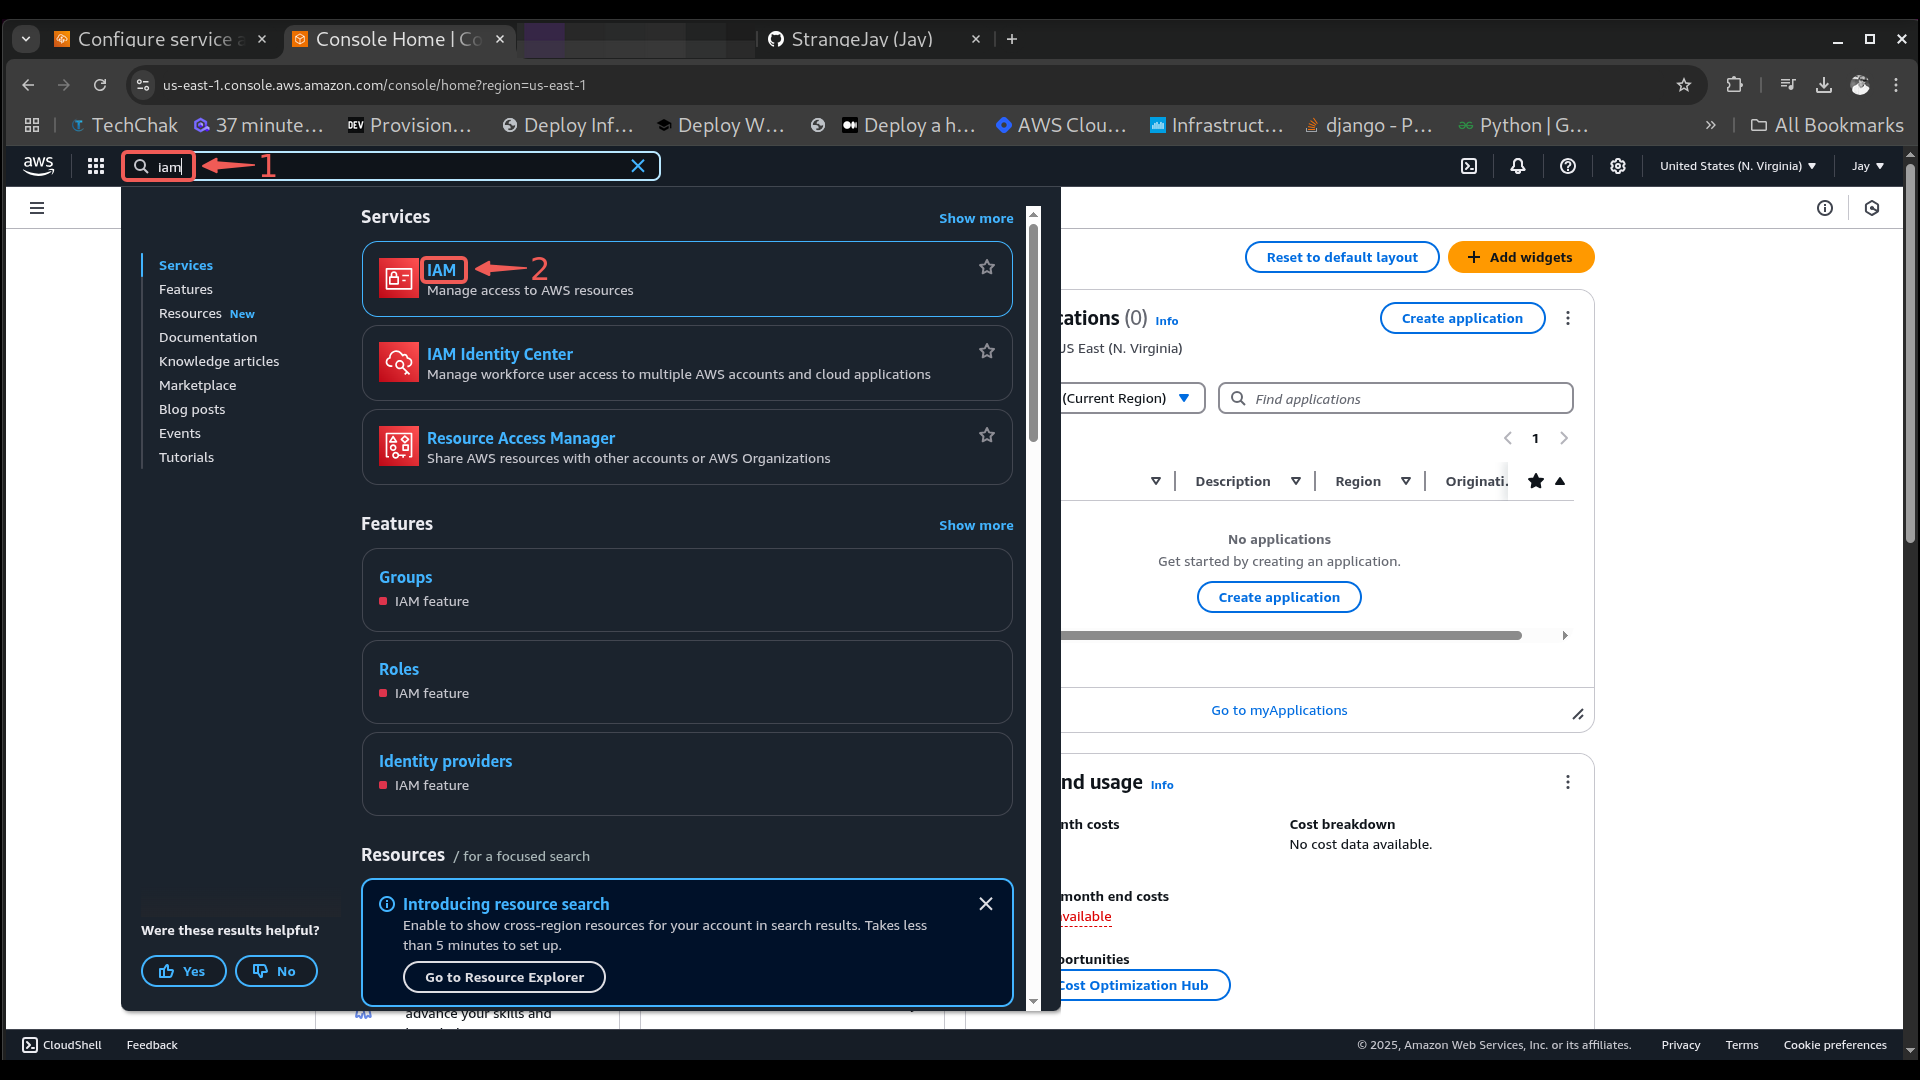 Configure service a
Console Home | Co
StrangeJay (Jay)
us-east-1.console.aws.amazon.com/console/home?region=us-east-1
TechChak
37 minute...
DEV Provision...
Deploy Inf...
Deploy W...
Deploy a h...
AWS Clou...
Infrastruct...
django - P...
Python | G...
All Bookmarks
aws
iam
1
United States (N. Virginia)
Jay
Services
Features
Resources New
Documentation
Knowledge articles
Marketplace
Blog posts
Events
Tutorials
Were these results helpful?
Yes
No
Services
Show more
IAM
2
Manage access to AWS resources
IAM Identity Center
Manage workforce user access to multiple AWS accounts and cloud applications
Resource Access Manager
Share AWS resources with other accounts or AWS Organizations
Features
Show more
Groups
IAM feature
Roles
IAM feature
Identity providers
IAM feature
Resources / for a focused search
Introducing resource search
Enable to show cross-region resources for your account in search results. Takes less
than 5 minutes to set up.
Go to Resource Explorer
advance your skills and
Reset to default layout
Add widgets
cations (0) Info
Create application
US East (N. Virginia)
(Current Region)
Find applications
1
Description
Region
Originati.
No applications
Get started by creating an application.
Create application
Go to myApplications
nd usage Info
nth costs
Cost breakdown
No cost data available.
month end costs
vailable
portunities
Cost Optimization Hub
CloudShell
Feedback
© 2025, Amazon Web Services, Inc. or its affiliates.
Privacy
Terms
Cookie preferences